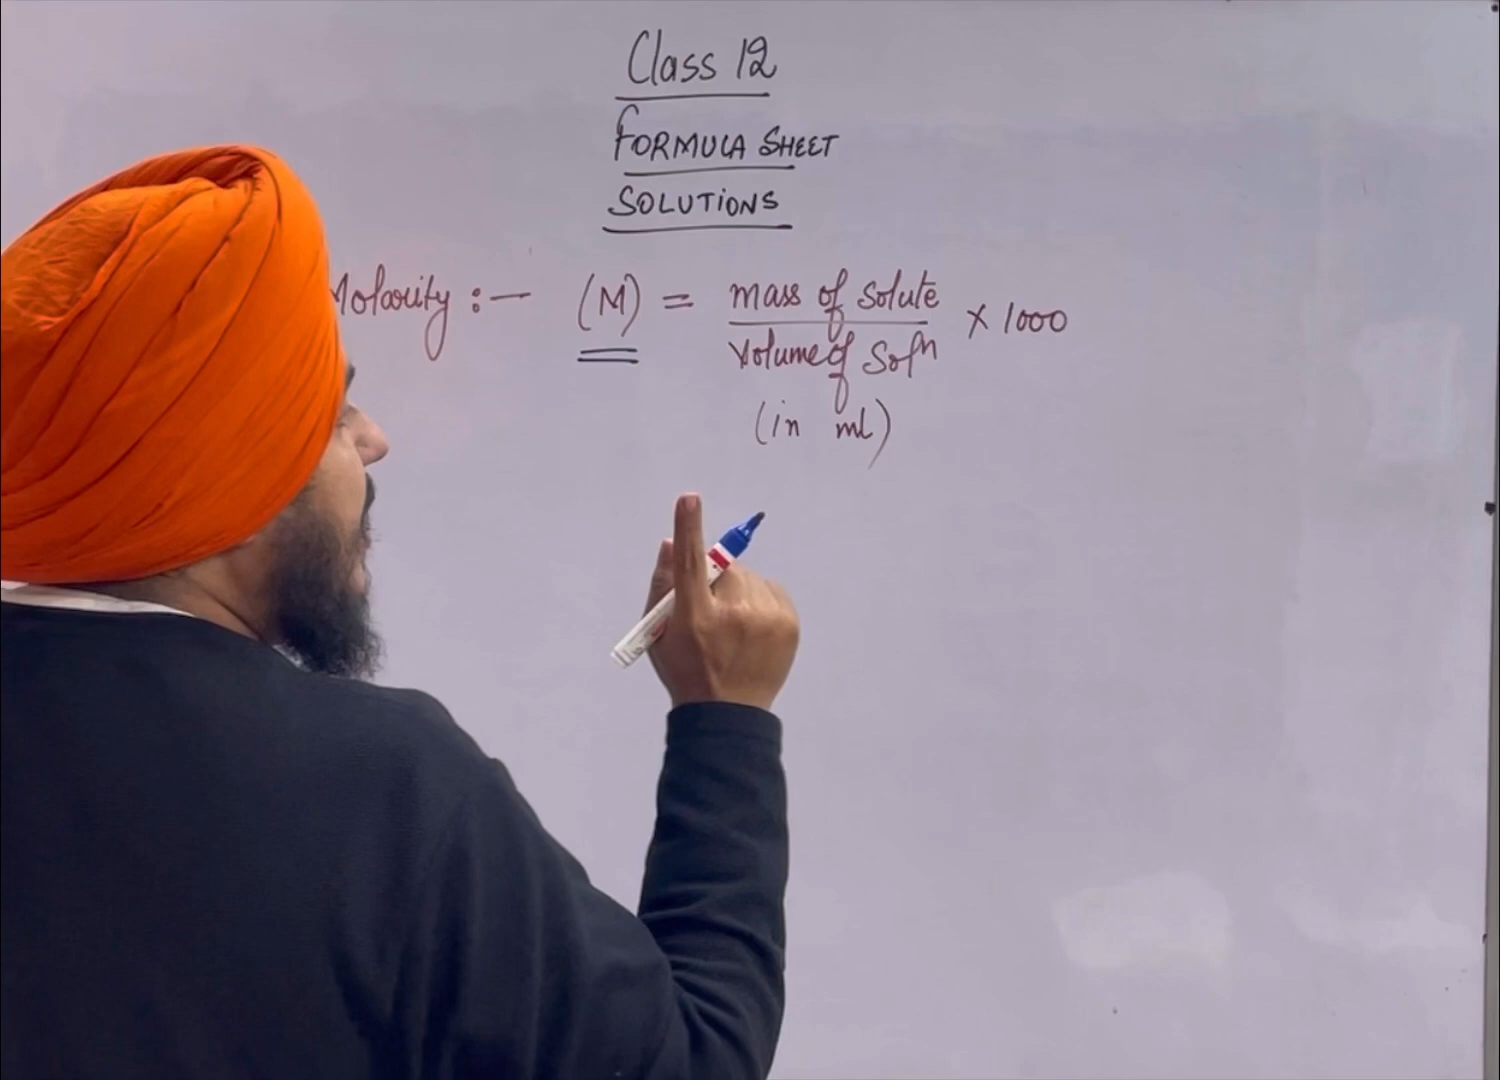 Class 12
FORMULA SHEET
SOLUTIONS
Molarity :— (M) = mass of solute / Volume of Solⁿ × 1000
(in ml)